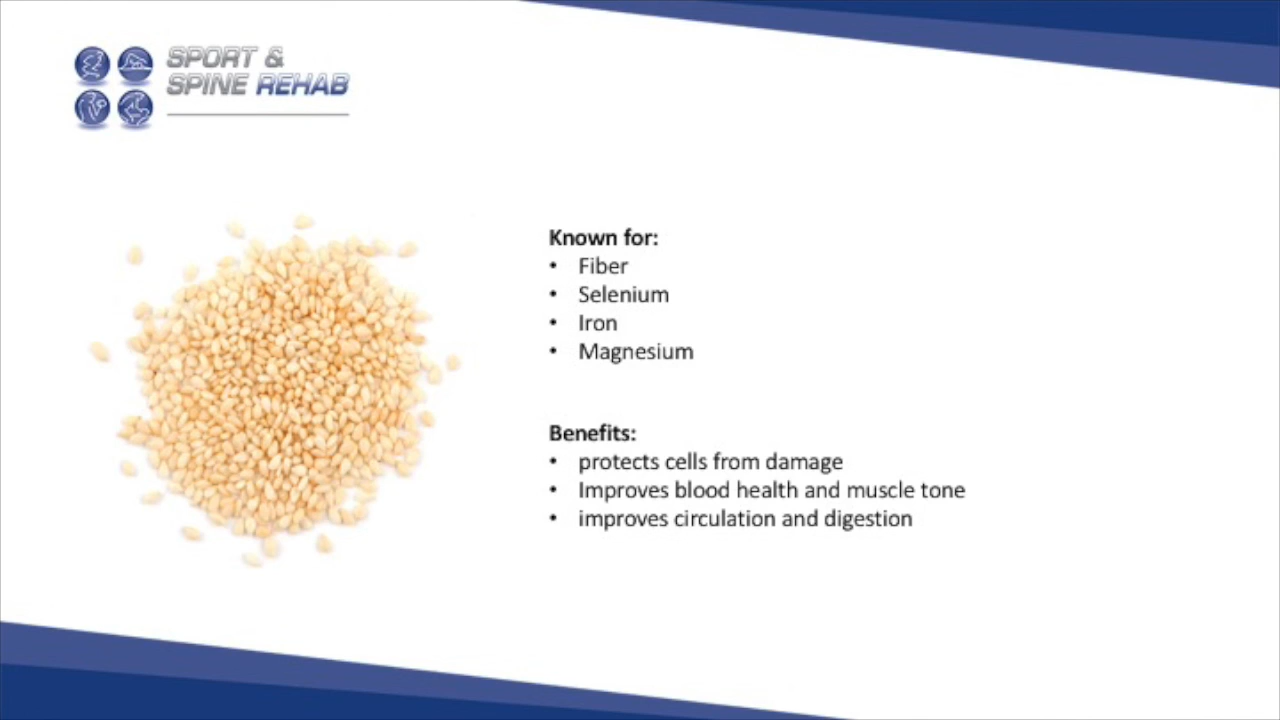 SPORT &
SPINE REHAB
Known for:
• Fiber
• Selenium
• Iron
• Magnesium
Benefits:
• protects cells from damage
• Improves blood health and muscle tone
• improves circulation and digestion